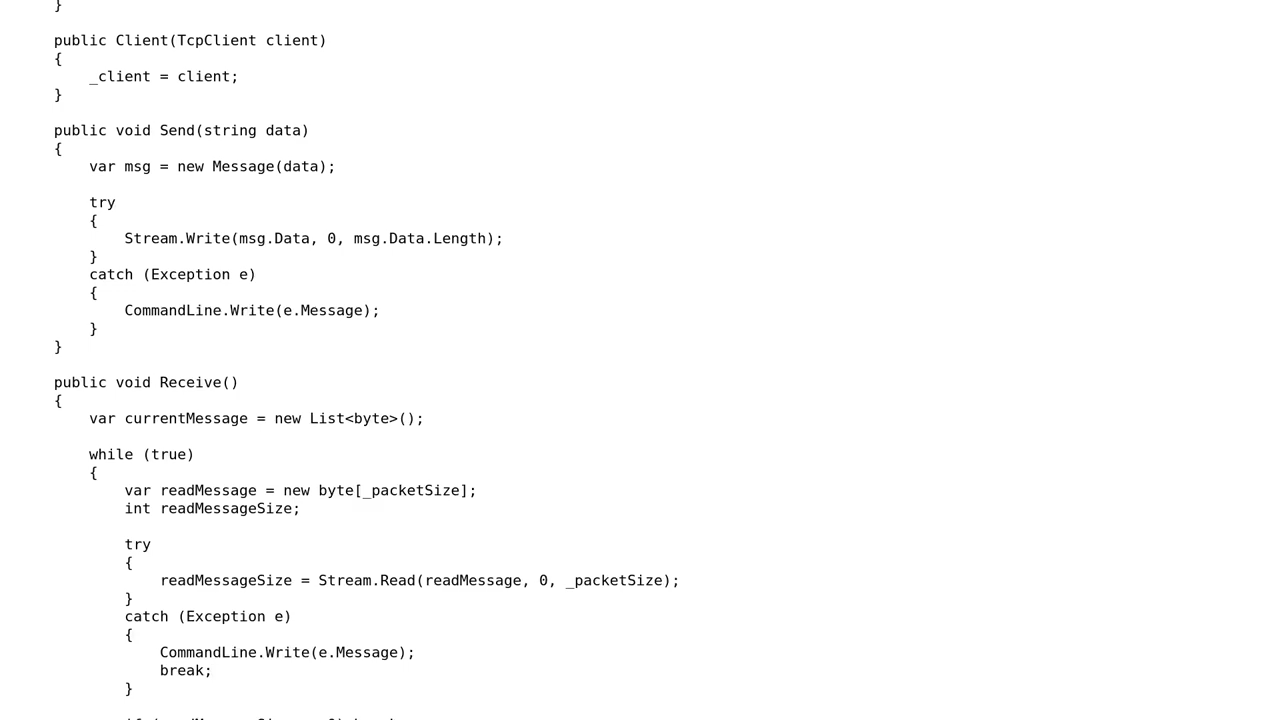 }

    public Client(TcpClient client)
    {
        _client = client;
    }

    public void Send(string data)
    {
        var msg = new Message(data);

        try
        {
            Stream.Write(msg.Data, 0, msg.Data.Length);
        }
        catch (Exception e)
        {
            CommandLine.Write(e.Message);
        }
    }

    public void Receive()
    {
        var currentMessage = new List<byte>();

        while (true)
        {
            var readMessage = new byte[_packetSize];
            int readMessageSize;

            try
            {
                readMessageSize = Stream.Read(readMessage, 0, _packetSize);
            }
            catch (Exception e)
            {
                CommandLine.Write(e.Message);
                break;
            }